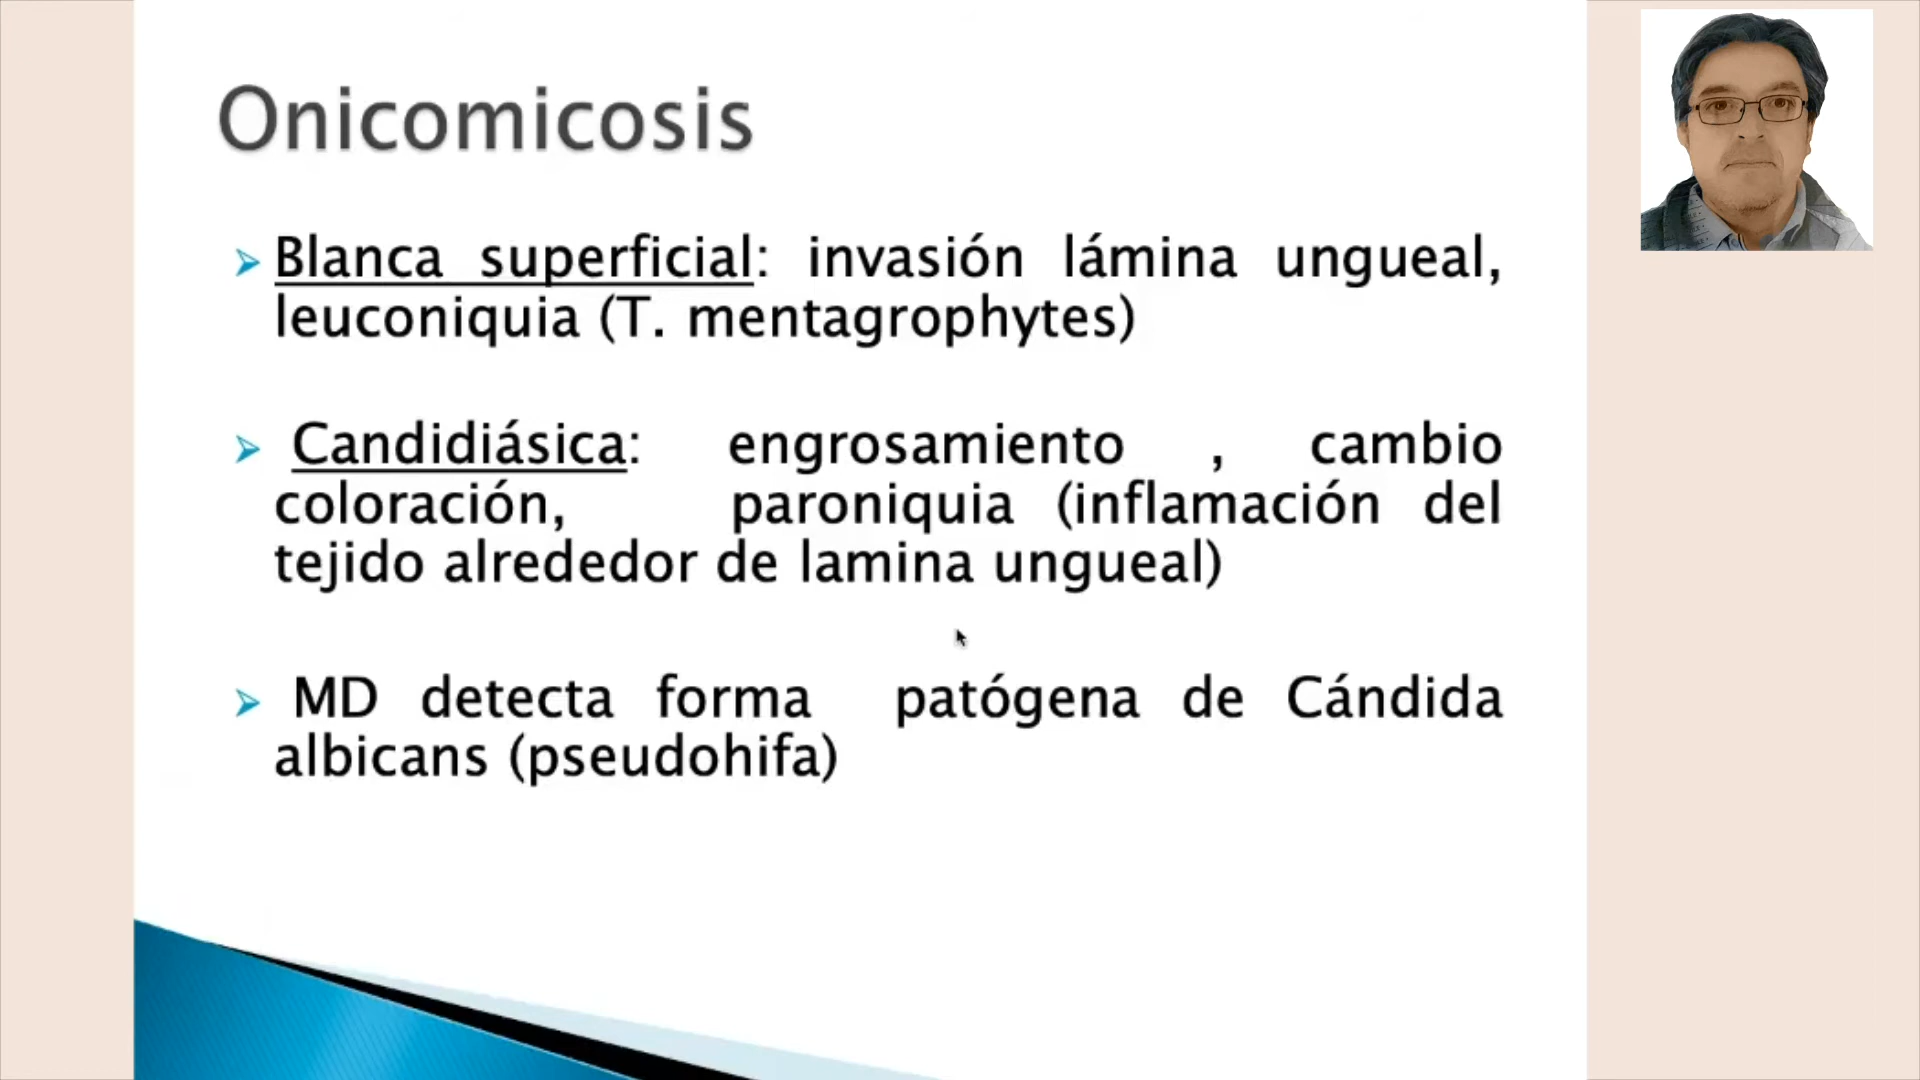 Onicomicosis
Blanca superficial: invasión lámina ungueal,
leuconiquia (T. mentagrophytes)
Candidiásica: engrosamiento , cambio
coloración, paroniquia (inflamación del
tejido alrededor de lamina ungueal)
MD detecta forma patógena de Cándida
albicans (pseudohifa)